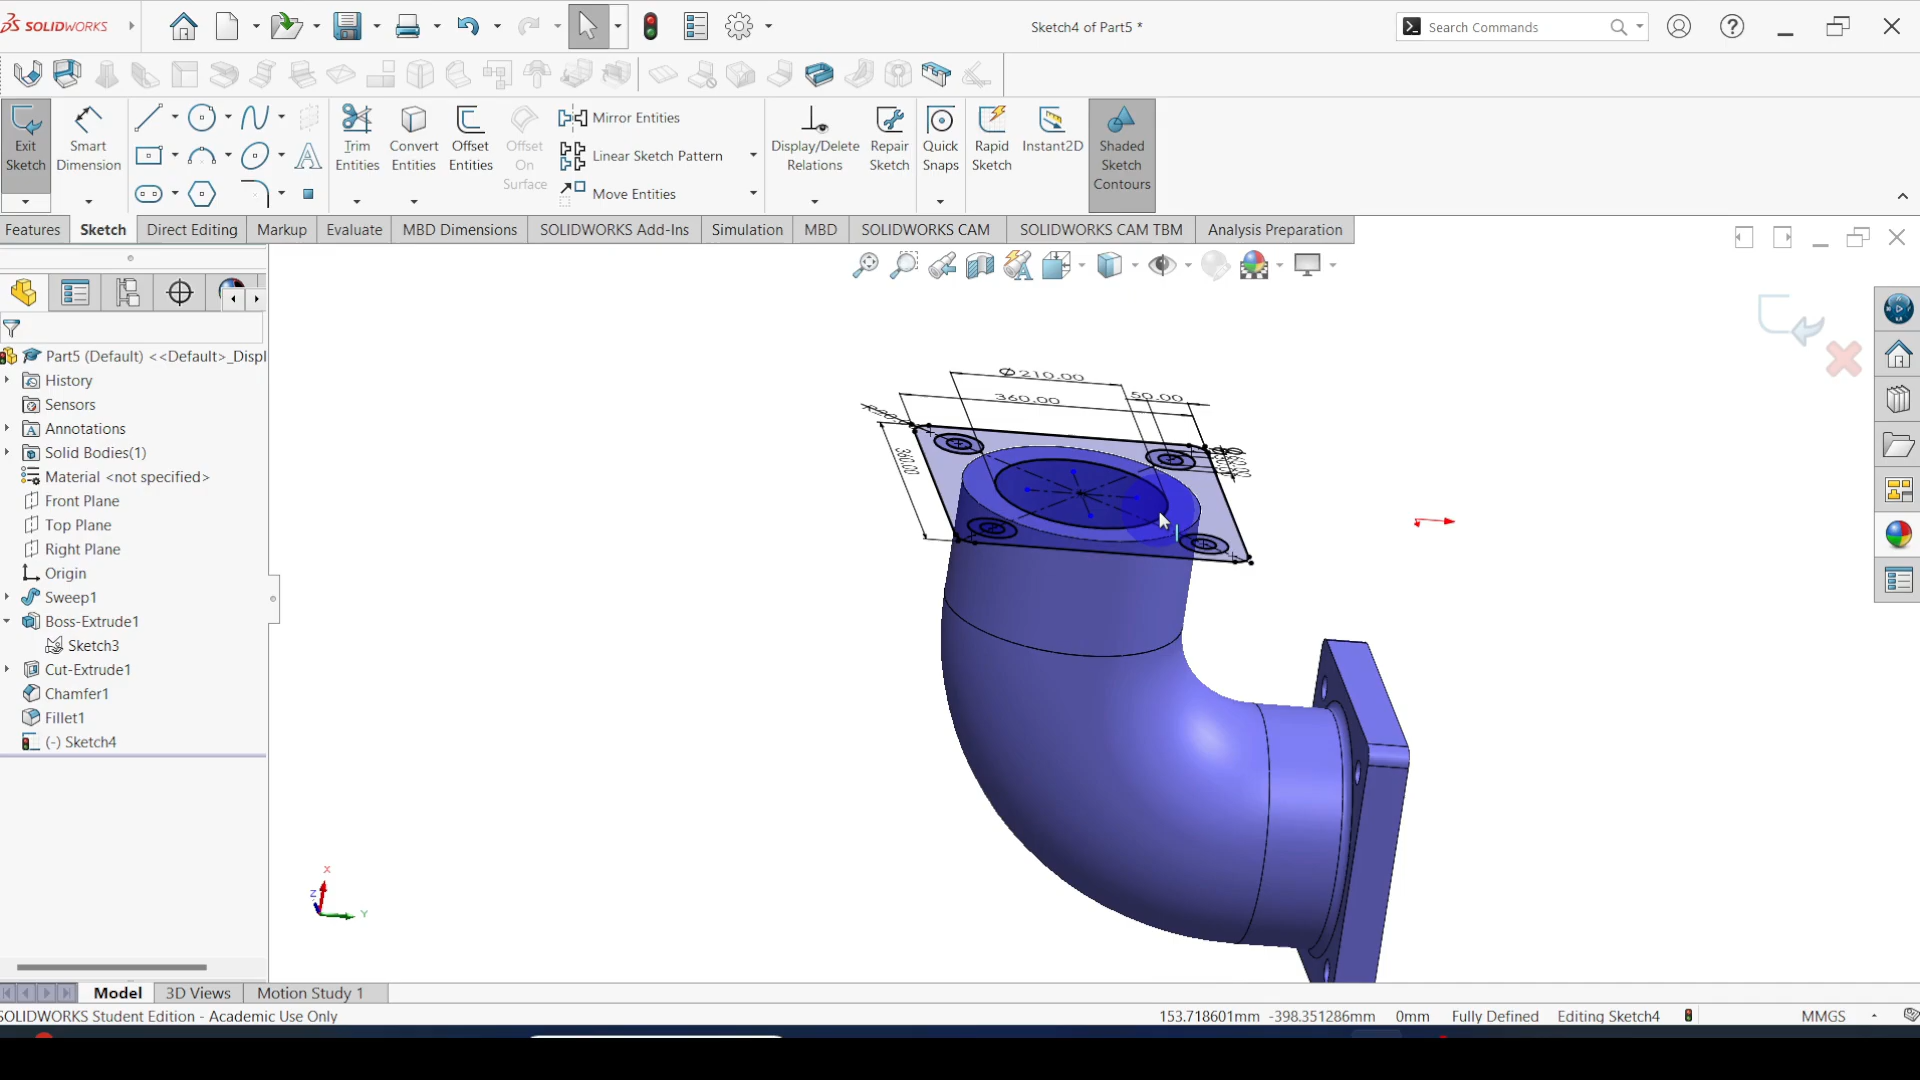 SOLIDWORKS
Sketch4 of Part5 *
Search Commands
Exit Sketch
Smart Dimension
Trim Entities
Convert Entities
Offset Entities
Offset On Surface
Mirror Entities
Linear Sketch Pattern
Move Entities
Display/Delete Relations
Repair Sketch
Quick Snaps
Rapid Sketch
Instant2D
Shaded Sketch Contours
Features
Sketch
Direct Editing
Markup
Evaluate
MBD Dimensions
SOLIDWORKS Add-Ins
Simulation
MBD
SOLIDWORKS CAM
SOLIDWORKS CAM TBM
Analysis Preparation
Part5 (Default) <<Default>_Displ
History
Sensors
Annotations
Solid Bodies(1)
Material <not specified>
Front Plane
Top Plane
Right Plane
Origin
Sweep1
Boss-Extrude1
Sketch3
Cut-Extrude1
Chamfer1
Fillet1
(-) Sketch4
Ø210.00
360.00
50.00
360.00
X
Z
Y
Model
3D Views
Motion Study 1
SOLIDWORKS Student Edition - Academic Use Only
153.718601mm
-398.351286mm
0mm
Fully Defined
Editing Sketch4
MMGS